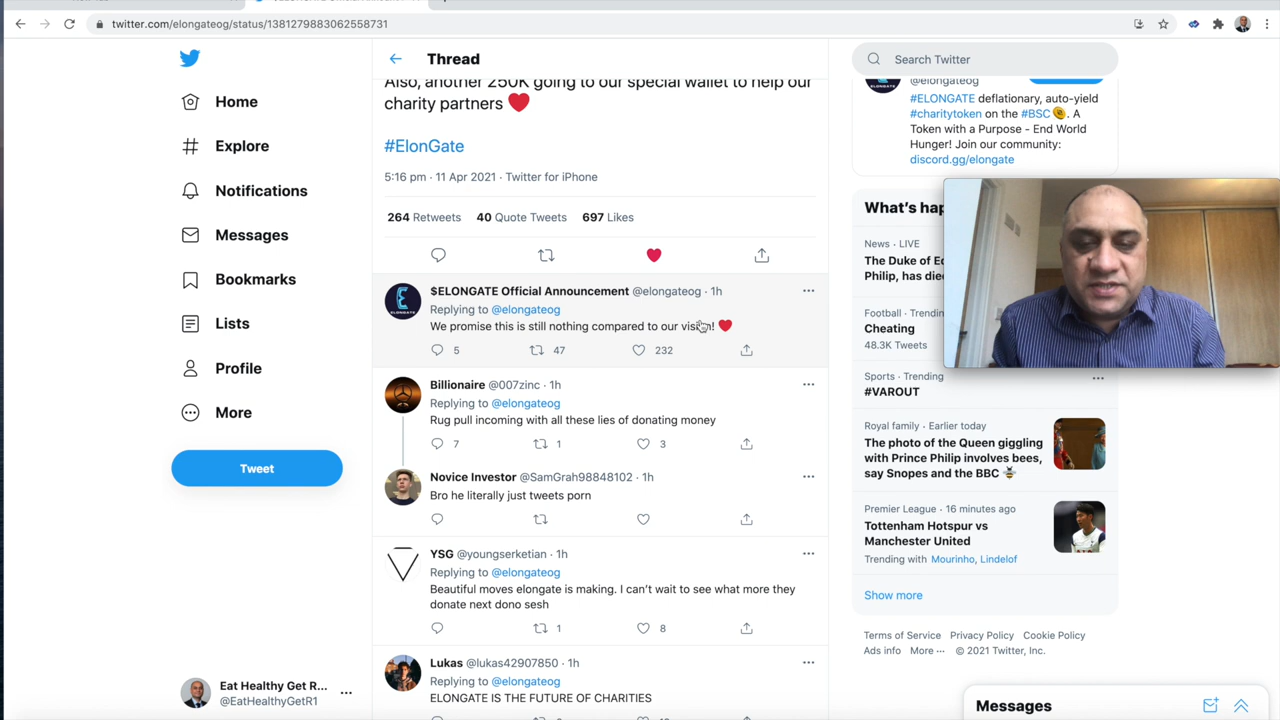 twitter.com/elongateog/status/1381279883062558731
Home
Explore
Notifications
Messages
Bookmarks
Lists
Profile
More
Tweet
Eat Healthy Get R...
@EatHealthyGetR1
Thread
Also, another 250K going to our special wallet to help our
charity partners ❤️
#ElonGate
5:16 pm · 11 Apr 2021 · Twitter for iPhone
264 Retweets 40 Quote Tweets 697 Likes
$ELONGATE Official Announcement @elongateog · 1h
Replying to @elongateog
We promise this is still nothing compared to our vision! ❤️
5 47 232
Billionaire @007zinc · 1h
Replying to @elongateog
Rug pull incoming with all these lies of donating money
7 1 3
Novice Investor @SamGrah98848102 · 1h
Bro he literally just tweets porn
YSG @youngserketian · 1h
Replying to @elongateog
Beautiful moves elongate is making. I can't wait to see what more they
donate next dono sesh
1 8
Lukas @lukas42907850 · 1h
Replying to @elongateog
ELONGATE IS THE FUTURE OF CHARITIES
Search Twitter
@elongateog
#ELONGATE deflationary, auto-yield
#charitytoken on the #BSC. A
Token with a Purpose - End World
Hunger! Join our community:
discord.gg/elongate
What's hap
News · LIVE
The Duke of Ed
Philip, has died
Football · Trendin
Cheating
48.3K Tweets
Sports · Trending
#VAROUT
Royal family · Earlier today
The photo of the Queen giggling
with Prince Philip involves bees,
say Snopes and the BBC 🐝
Premier League · 16 minutes ago
Tottenham Hotspur vs
Manchester United
Trending with Mourinho, Lindelof
Show more
Terms of Service Privacy Policy Cookie Policy
Ads info More ··· © 2021 Twitter, Inc.
Messages